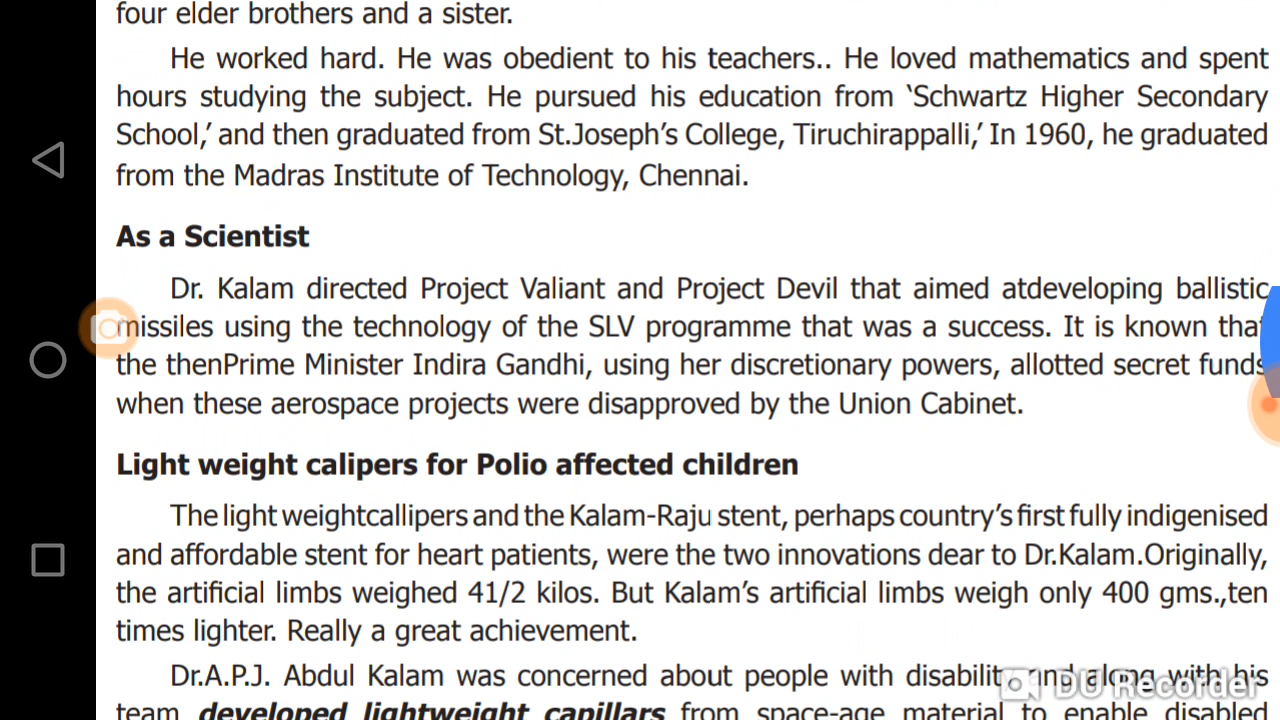 four elder brothers and a sister.
He worked hard. He was obedient to his teachers.. He loved mathematics and spent
hours studying the subject. He pursued his education from ‘Schwartz Higher Secondary
School,’ and then graduated from St.Joseph’s College, Tiruchirappalli,’ In 1960, he graduated
from the Madras Institute of Technology, Chennai.
As a Scientist
Dr. Kalam directed Project Valiant and Project Devil that aimed atdeveloping ballistic
missiles using the technology of the SLV programme that was a success. It is known that
the thenPrime Minister Indira Gandhi, using her discretionary powers, allotted secret funds
when these aerospace projects were disapproved by the Union Cabinet.
Light weight calipers for Polio affected children
The light weightcallipers and the Kalam-Raju stent, perhaps country’s first fully indigenised
and affordable stent for heart patients, were the two innovations dear to Dr.Kalam.Originally,
the artificial limbs weighed 41/2 kilos. But Kalam’s artificial limbs weigh only 400 gms.,ten
times lighter. Really a great achievement.
Dr.A.P.J. Abdul Kalam was concerned about people with disability and along with his
team developed lightweight capillars from space-age material to enable disabled
DU Recorder